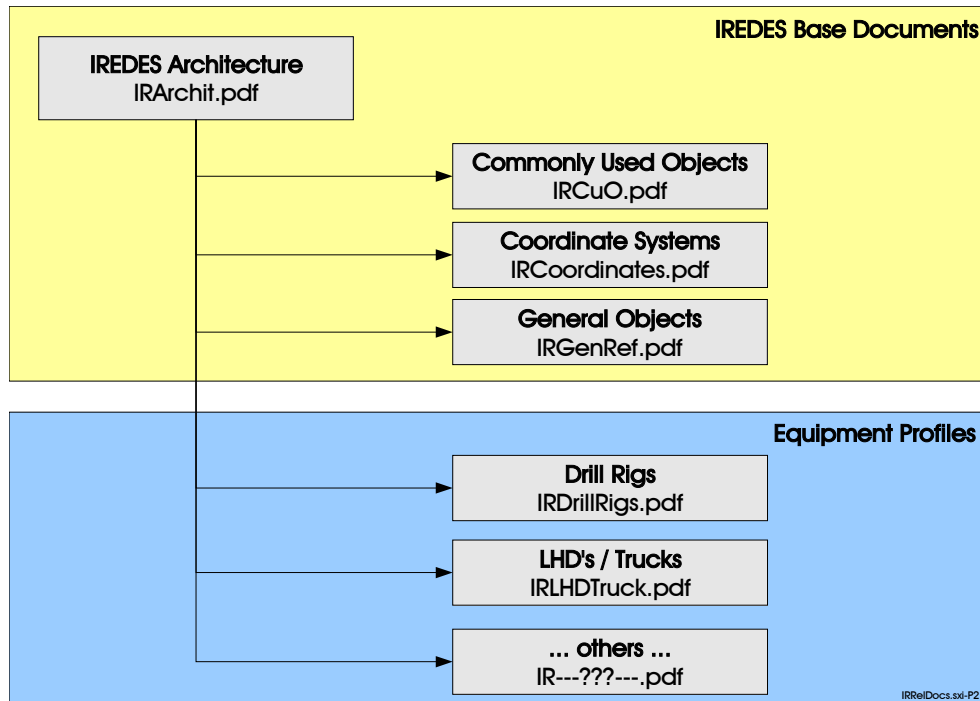 IREDES Base Documents
IREDES Architecture
IRArchit.pdf
Commonly Used Objects
IRCuO.pdf
Coordinate Systems
IRCoordinates.pdf
General Objects
IRGenRef.pdf
Equipment Profiles
Drill Rigs
IRDrillRigs.pdf
LHD's / Trucks
IRLHDTruck.pdf
... others ...
IR---???---.pdf
IRRelDocs.sxi-P2